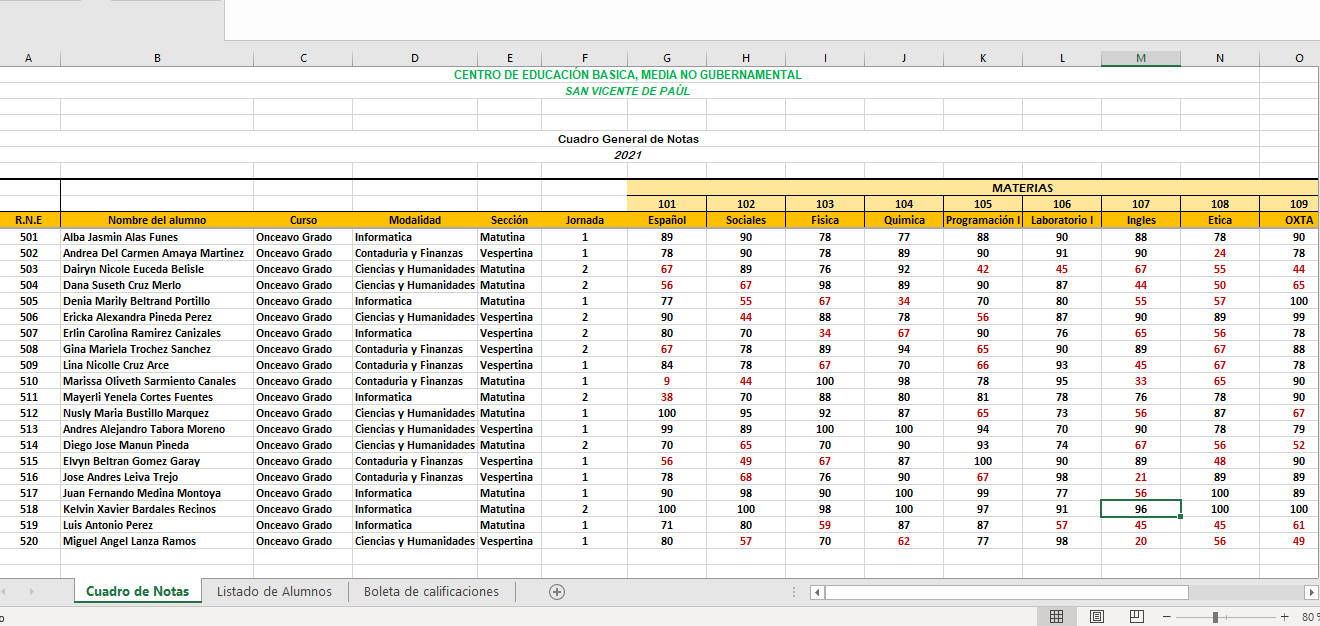 A B C D E F G H I J K L M N O
CENTRO DE EDUCACIÓN BASICA, MEDIA NO GUBERNAMENTAL
SAN VICENTE DE PAÚL
Cuadro General de Notas
2021
MATERIAS
101 102 103 104 105 106 107 108 109
R.N.E Nombre del alumno Curso Modalidad Sección Jornada Español Sociales Fisica Quimica Programación I Laboratorio I Ingles Etica OXTA
501 Alba Jasmin Alas Funes Onceavo Grado Informatica Matutina 1 89 90 78 77 88 90 88 78 90
502 Andrea Del Carmen Amaya Martinez Onceavo Grado Contaduria y Finanzas Vespertina 1 78 90 78 89 90 91 90 24 78
503 Dairyn Nicole Euceda Belisle Onceavo Grado Ciencias y Humanidades Matutina 2 67 89 76 92 42 45 67 55 44
504 Dana Suseth Cruz Merlo Onceavo Grado Ciencias y Humanidades Matutina 2 56 67 98 89 90 87 44 50 65
505 Denia Marily Beltrand Portillo Onceavo Grado Informatica Matutina 1 77 55 67 34 70 80 55 57 100
506 Ericka Alexandra Pineda Perez Onceavo Grado Ciencias y Humanidades Vespertina 2 90 44 88 78 56 87 90 89 99
507 Erlin Carolina Ramirez Canizales Onceavo Grado Informatica Vespertina 2 80 70 34 67 90 76 65 56 78
508 Gina Mariela Trochez Sanchez Onceavo Grado Contaduria y Finanzas Vespertina 2 67 78 89 94 65 90 89 67 88
509 Lina Nicolle Cruz Arce Onceavo Grado Contaduria y Finanzas Vespertina 1 84 78 67 70 66 93 45 67 78
510 Marissa Oliveth Sarmiento Canales Onceavo Grado Contaduria y Finanzas Matutina 1 9 44 100 98 78 95 33 65 90
511 Mayerli Yenela Cortes Fuentes Onceavo Grado Informatica Matutina 2 38 70 88 80 81 78 76 78 90
512 Nusly Maria Bustillo Marquez Onceavo Grado Ciencias y Humanidades Matutina 1 100 95 92 87 65 73 56 87 67
513 Andres Alejandro Tabora Moreno Onceavo Grado Ciencias y Humanidades Vespertina 1 99 89 100 100 94 70 90 78 79
514 Diego Jose Manun Pineda Onceavo Grado Ciencias y Humanidades Matutina 2 70 65 70 90 93 74 67 56 52
515 Elvyn Beltran Gomez Garay Onceavo Grado Contaduria y Finanzas Vespertina 1 56 49 67 87 100 90 89 48 90
516 Jose Andres Leiva Trejo Onceavo Grado Contaduria y Finanzas Vespertina 1 78 68 76 90 67 98 21 89 89
517 Juan Fernando Medina Montoya Onceavo Grado Informatica Matutina 1 90 98 90 100 99 77 56 100 89
518 Kelvin Xavier Bardales Recinos Onceavo Grado Informatica Matutina 2 100 100 98 100 97 91 96 100 100
519 Luis Antonio Perez Onceavo Grado Informatica Matutina 1 71 80 59 87 87 57 45 45 61
520 Miguel Angel Lanza Ramos Onceavo Grado Ciencias y Humanidades Vespertina 1 80 57 70 62 77 98 20 56 49
Cuadro de Notas Listado de Alumnos Boleta de calificaciones
80 %